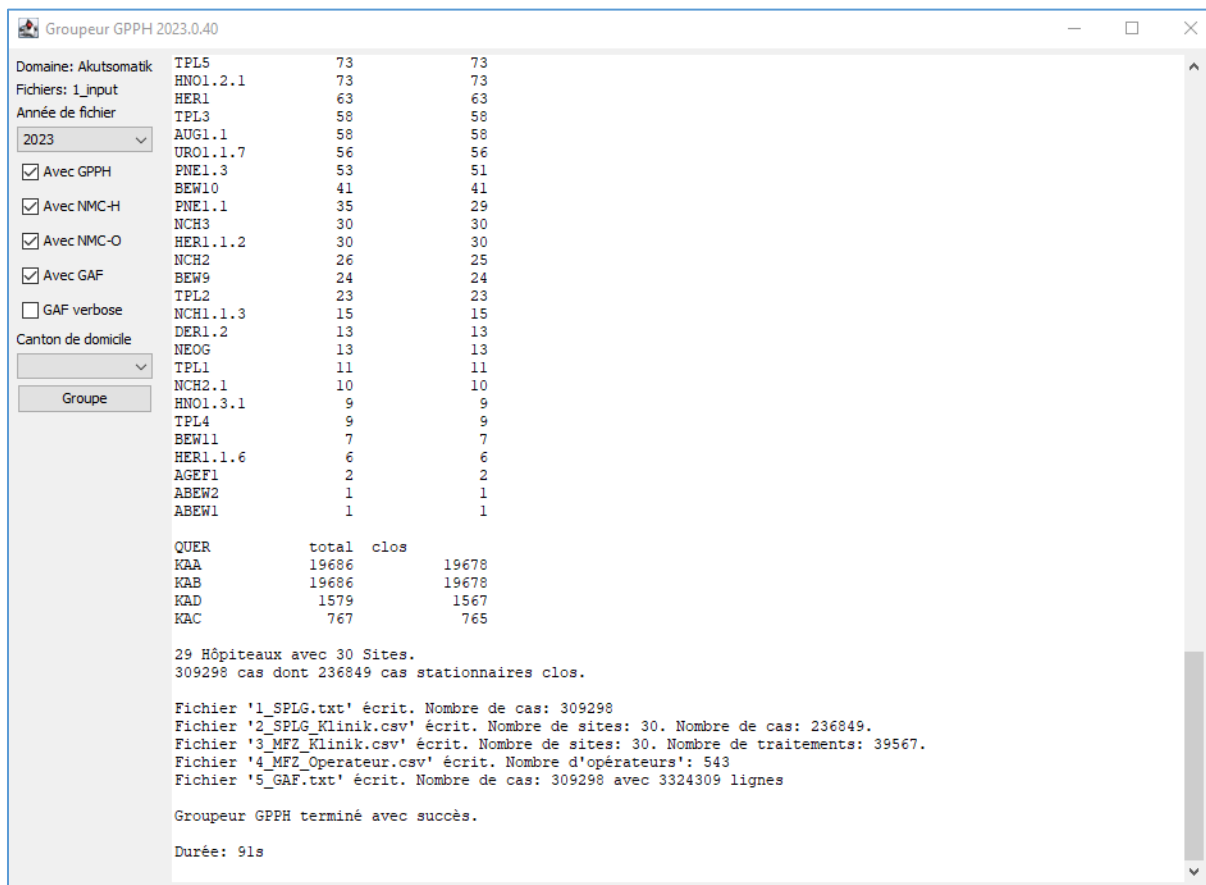 Groupeur GPPH 2023.0.40
Domaine: Akutsomatik
Fichiers: 1_input
Année de fichier
2023
Avec GPPH
Avec NMC-H
Avec NMC-O
Avec GAF
GAF verbose
Canton de domicile
Groupe
TPL5 73 73
HNO1.2.1 73 73
HER1 63 63
TPL3 58 58
AUG1.1 58 58
URO1.1.7 56 56
PNE1.3 53 51
BEW10 41 41
PNE1.1 35 29
NCH3 30 30
HER1.1.2 30 30
NCH2 26 25
BEW9 24 24
TPL2 23 23
NCH1.1.3 15 15
DER1.2 13 13
NEOG 13 13
TPL1 11 11
NCH2.1 10 10
HNO1.3.1 9 9
TPL4 9 9
BEW11 7 7
HER1.1.6 6 6
AGEF1 2 2
ABEW2 1 1
ABEW1 1 1
QUER total clos
KAA 19686 19678
KAB 19686 19678
KAD 1579 1567
KAC 767 765
29 Hôpiteaux avec 30 Sites.
309298 cas dont 236849 cas stationnaires clos.
Fichier '1_SPLG.txt' écrit. Nombre de cas: 309298
Fichier '2_SPLG_Klinik.csv' écrit. Nombre de sites: 30. Nombre de cas: 236849.
Fichier '3_MFZ_Klinik.csv' écrit. Nombre de sites: 30. Nombre de traitements: 39567.
Fichier '4_MFZ_Operateur.csv' écrit. Nombre d'opérateurs': 543
Fichier '5_GAF.txt' écrit. Nombre de cas: 309298 avec 3324309 lignes
Groupeur GPPH terminé avec succès.
Durée: 91s